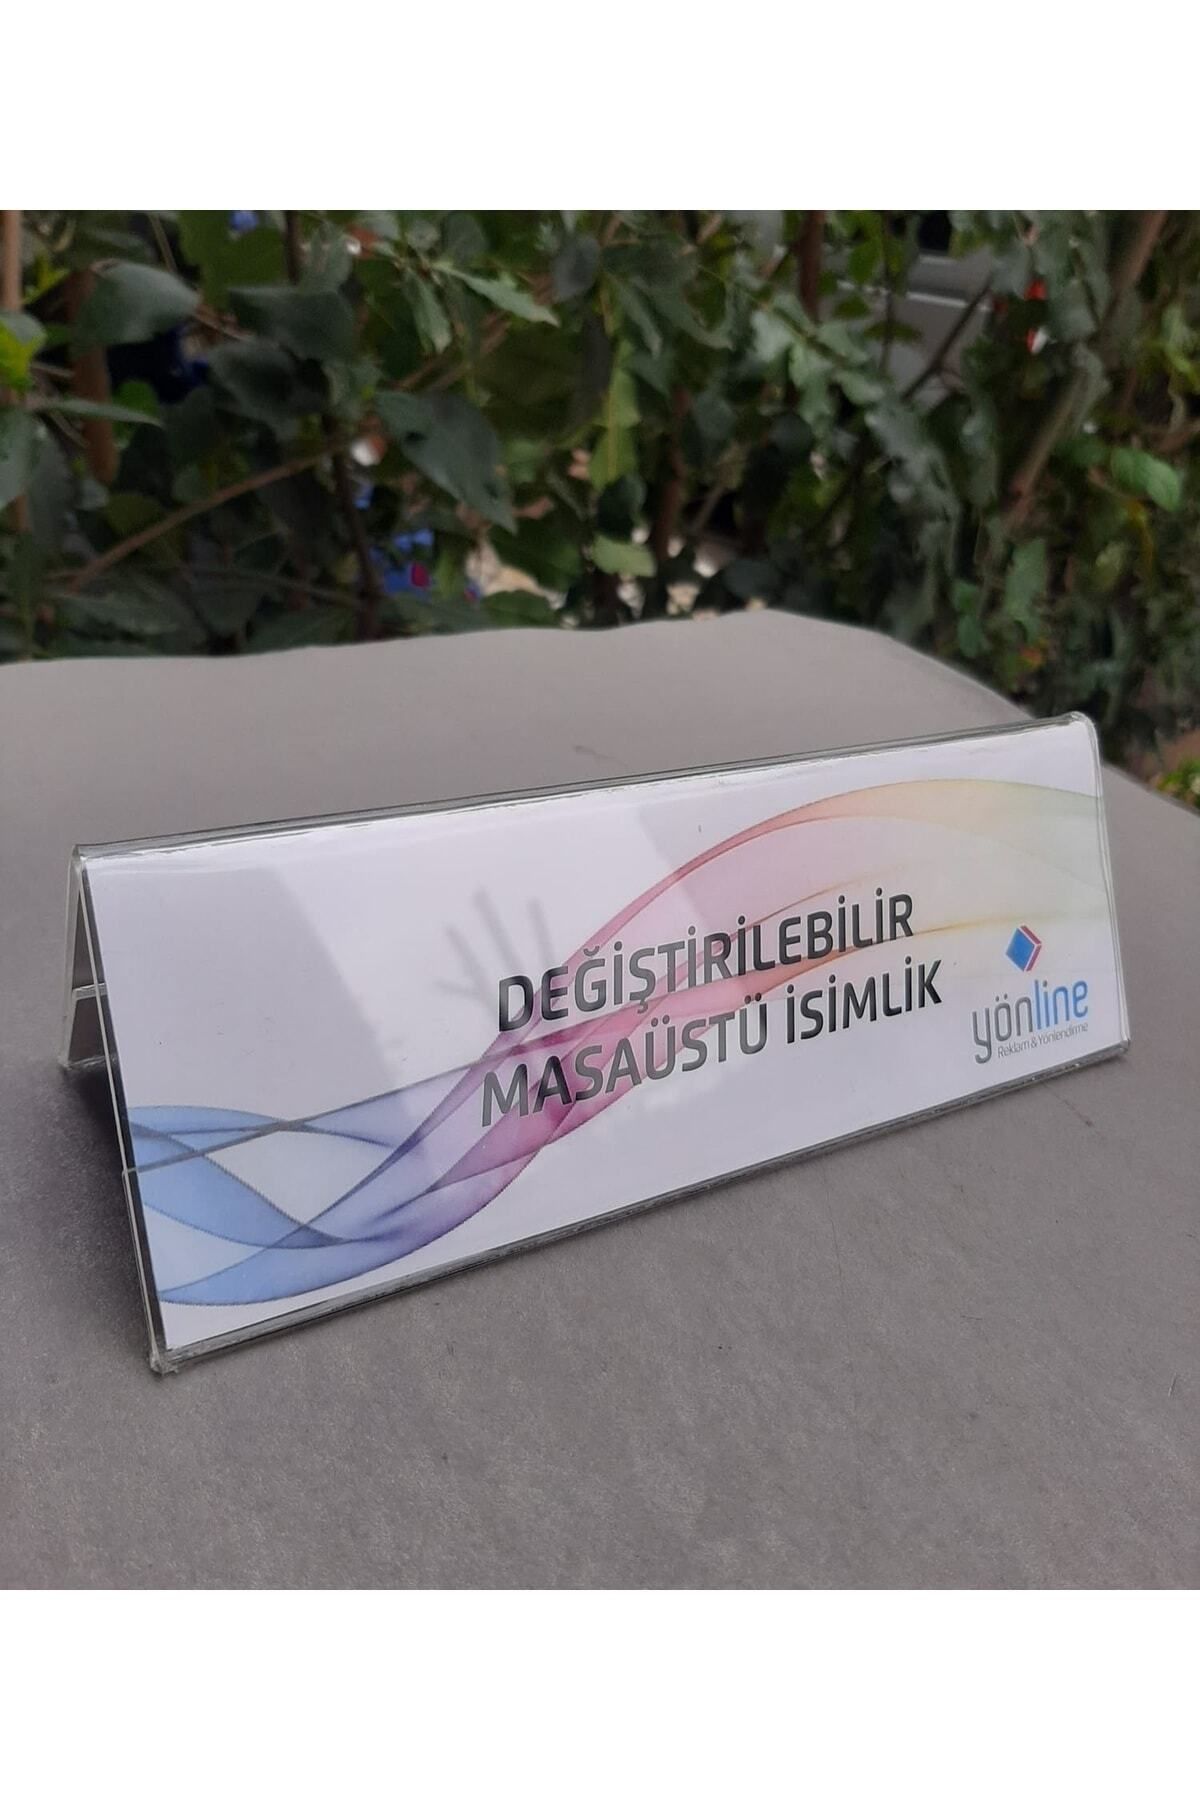 DEĞİŞTİRİLEBİLİR
MASAÜSTÜ İSİMLİK
yönline
Reklam & Yönlendirme